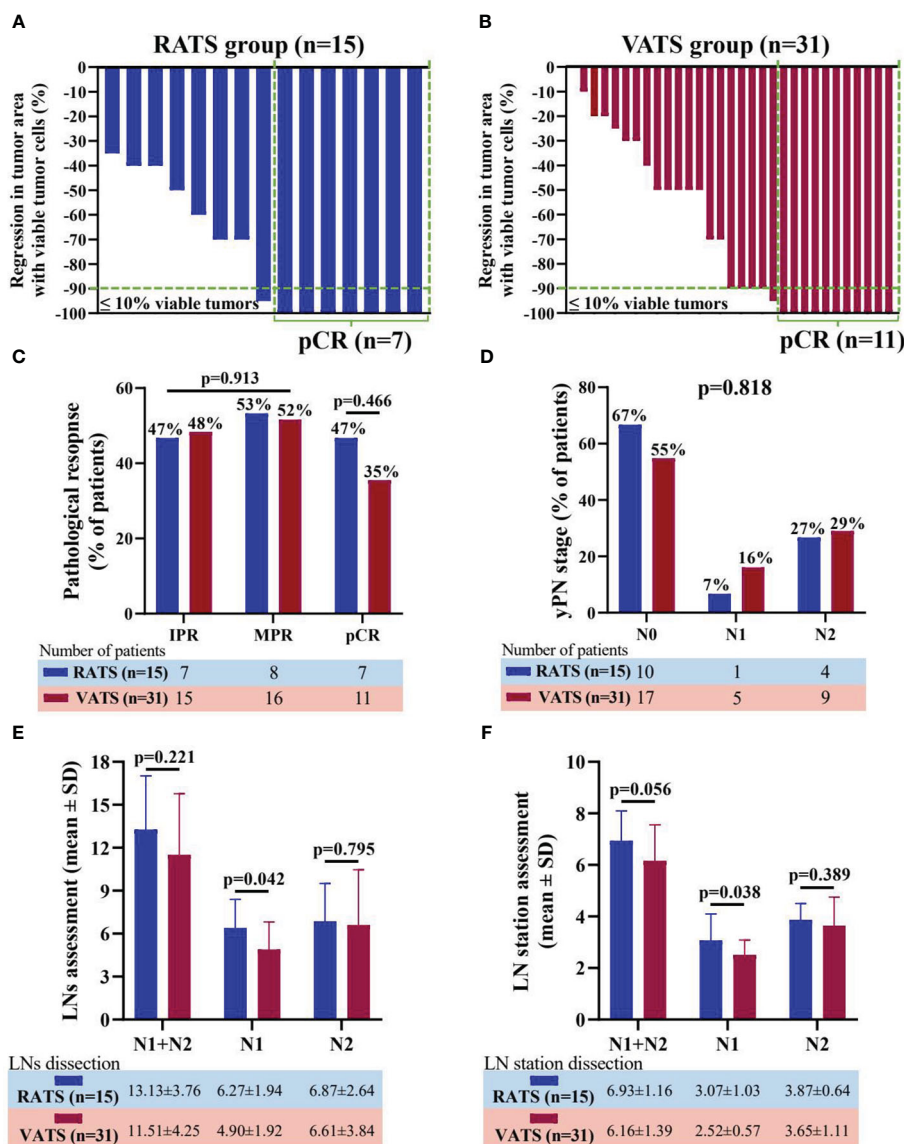 A
RATS group (n=15)
Regression in tumor area
with viable tumor cells (%)
0
-10
-20
-30
-40
-50
-60
-70
-80
-90
-100
≤ 10% viable tumors
pCR (n=7)
B
VATS group (n=31)
Regression in tumor area
with viable tumor cells (%)
0
-10
-20
-30
-40
-50
-60
-70
-80
-90
-100
≤ 10% viable tumors
pCR (n=11)
C
Pathological resopnse
(% of patients)
60
40
20
0
p=0.913
p=0.466
47% 48%
53% 52%
47% 35%
IPR MPR pCR
Number of patients
RATS (n=15) 7 8 7
VATS (n=31) 15 16 11
D
yPN stage (% of patients)
80
60
40
20
0
p=0.818
67% 55%
7% 16%
27% 29%
N0 N1 N2
Number of patients
RATS (n=15) 10 1 4
VATS (n=31) 17 5 9
E
LNs assessment (mean ± SD)
18
15
12
9
6
3
0
p=0.221
p=0.042
p=0.795
N1+N2 N1 N2
LNs dissection
RATS (n=15) 13.13±3.76 6.27±1.94 6.87±2.64
VATS (n=31) 11.51±4.25 4.90±1.92 6.61±3.84
F
LN station assessment
(mean ± SD)
10
8
6
4
2
0
p=0.056
p=0.038
p=0.389
N1+N2 N1 N2
LN station dissection
RATS (n=15) 6.93±1.16 3.07±1.03 3.87±0.64
VATS (n=31) 6.16±1.39 2.52±0.57 3.65±1.11